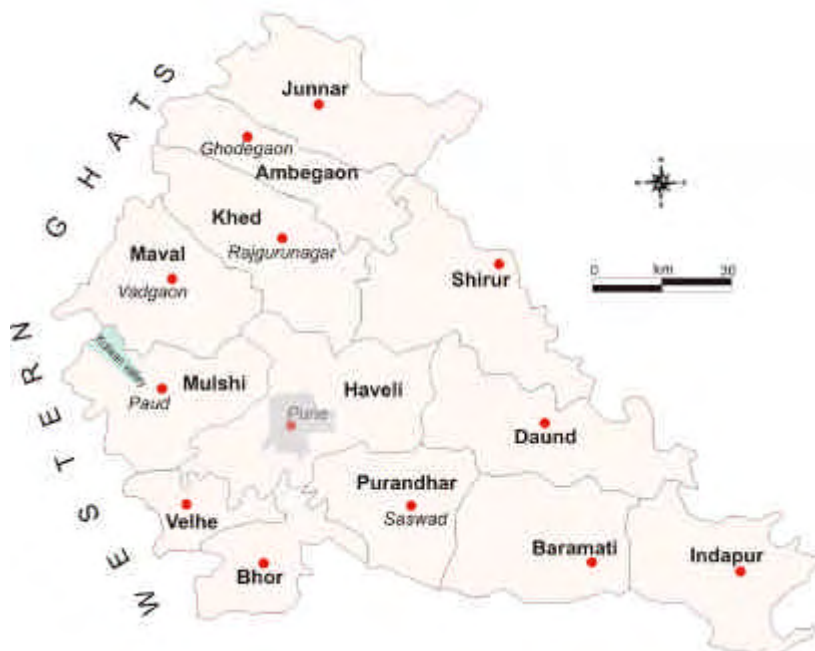 WESTERN GHATS
Junnar
Ghodegaon
Ambegaon
Khed
Rajgurunagar
Maval
Vadgaon
Shirur
0 km 30
Valley
Mulshi
Paud
Haveli
Pune
Daund
Purandhar
Saswad
Velhe
Bhor
Baramati
Indapur